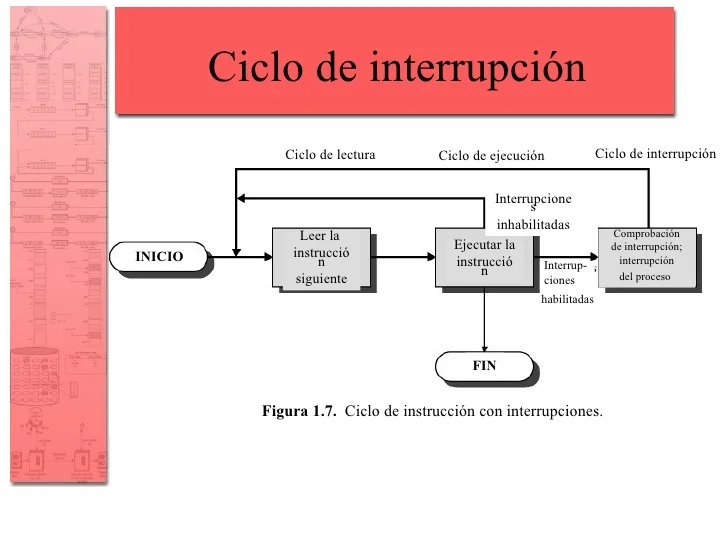 Ciclo de interrupción
Ciclo de lectura
Ciclo de ejecución
Ciclo de interrupción
Interrupcione
s
inhabilitadas
INICIO
Leer la
instrucció
n
siguiente
Ejecutar la
instrucció
n
Interrup-
ciones
habilitadas
Comprobación
de interrupción;
interrupción
del proceso
FIN
Figura 1.7. Ciclo de instrucción con interrupciones.